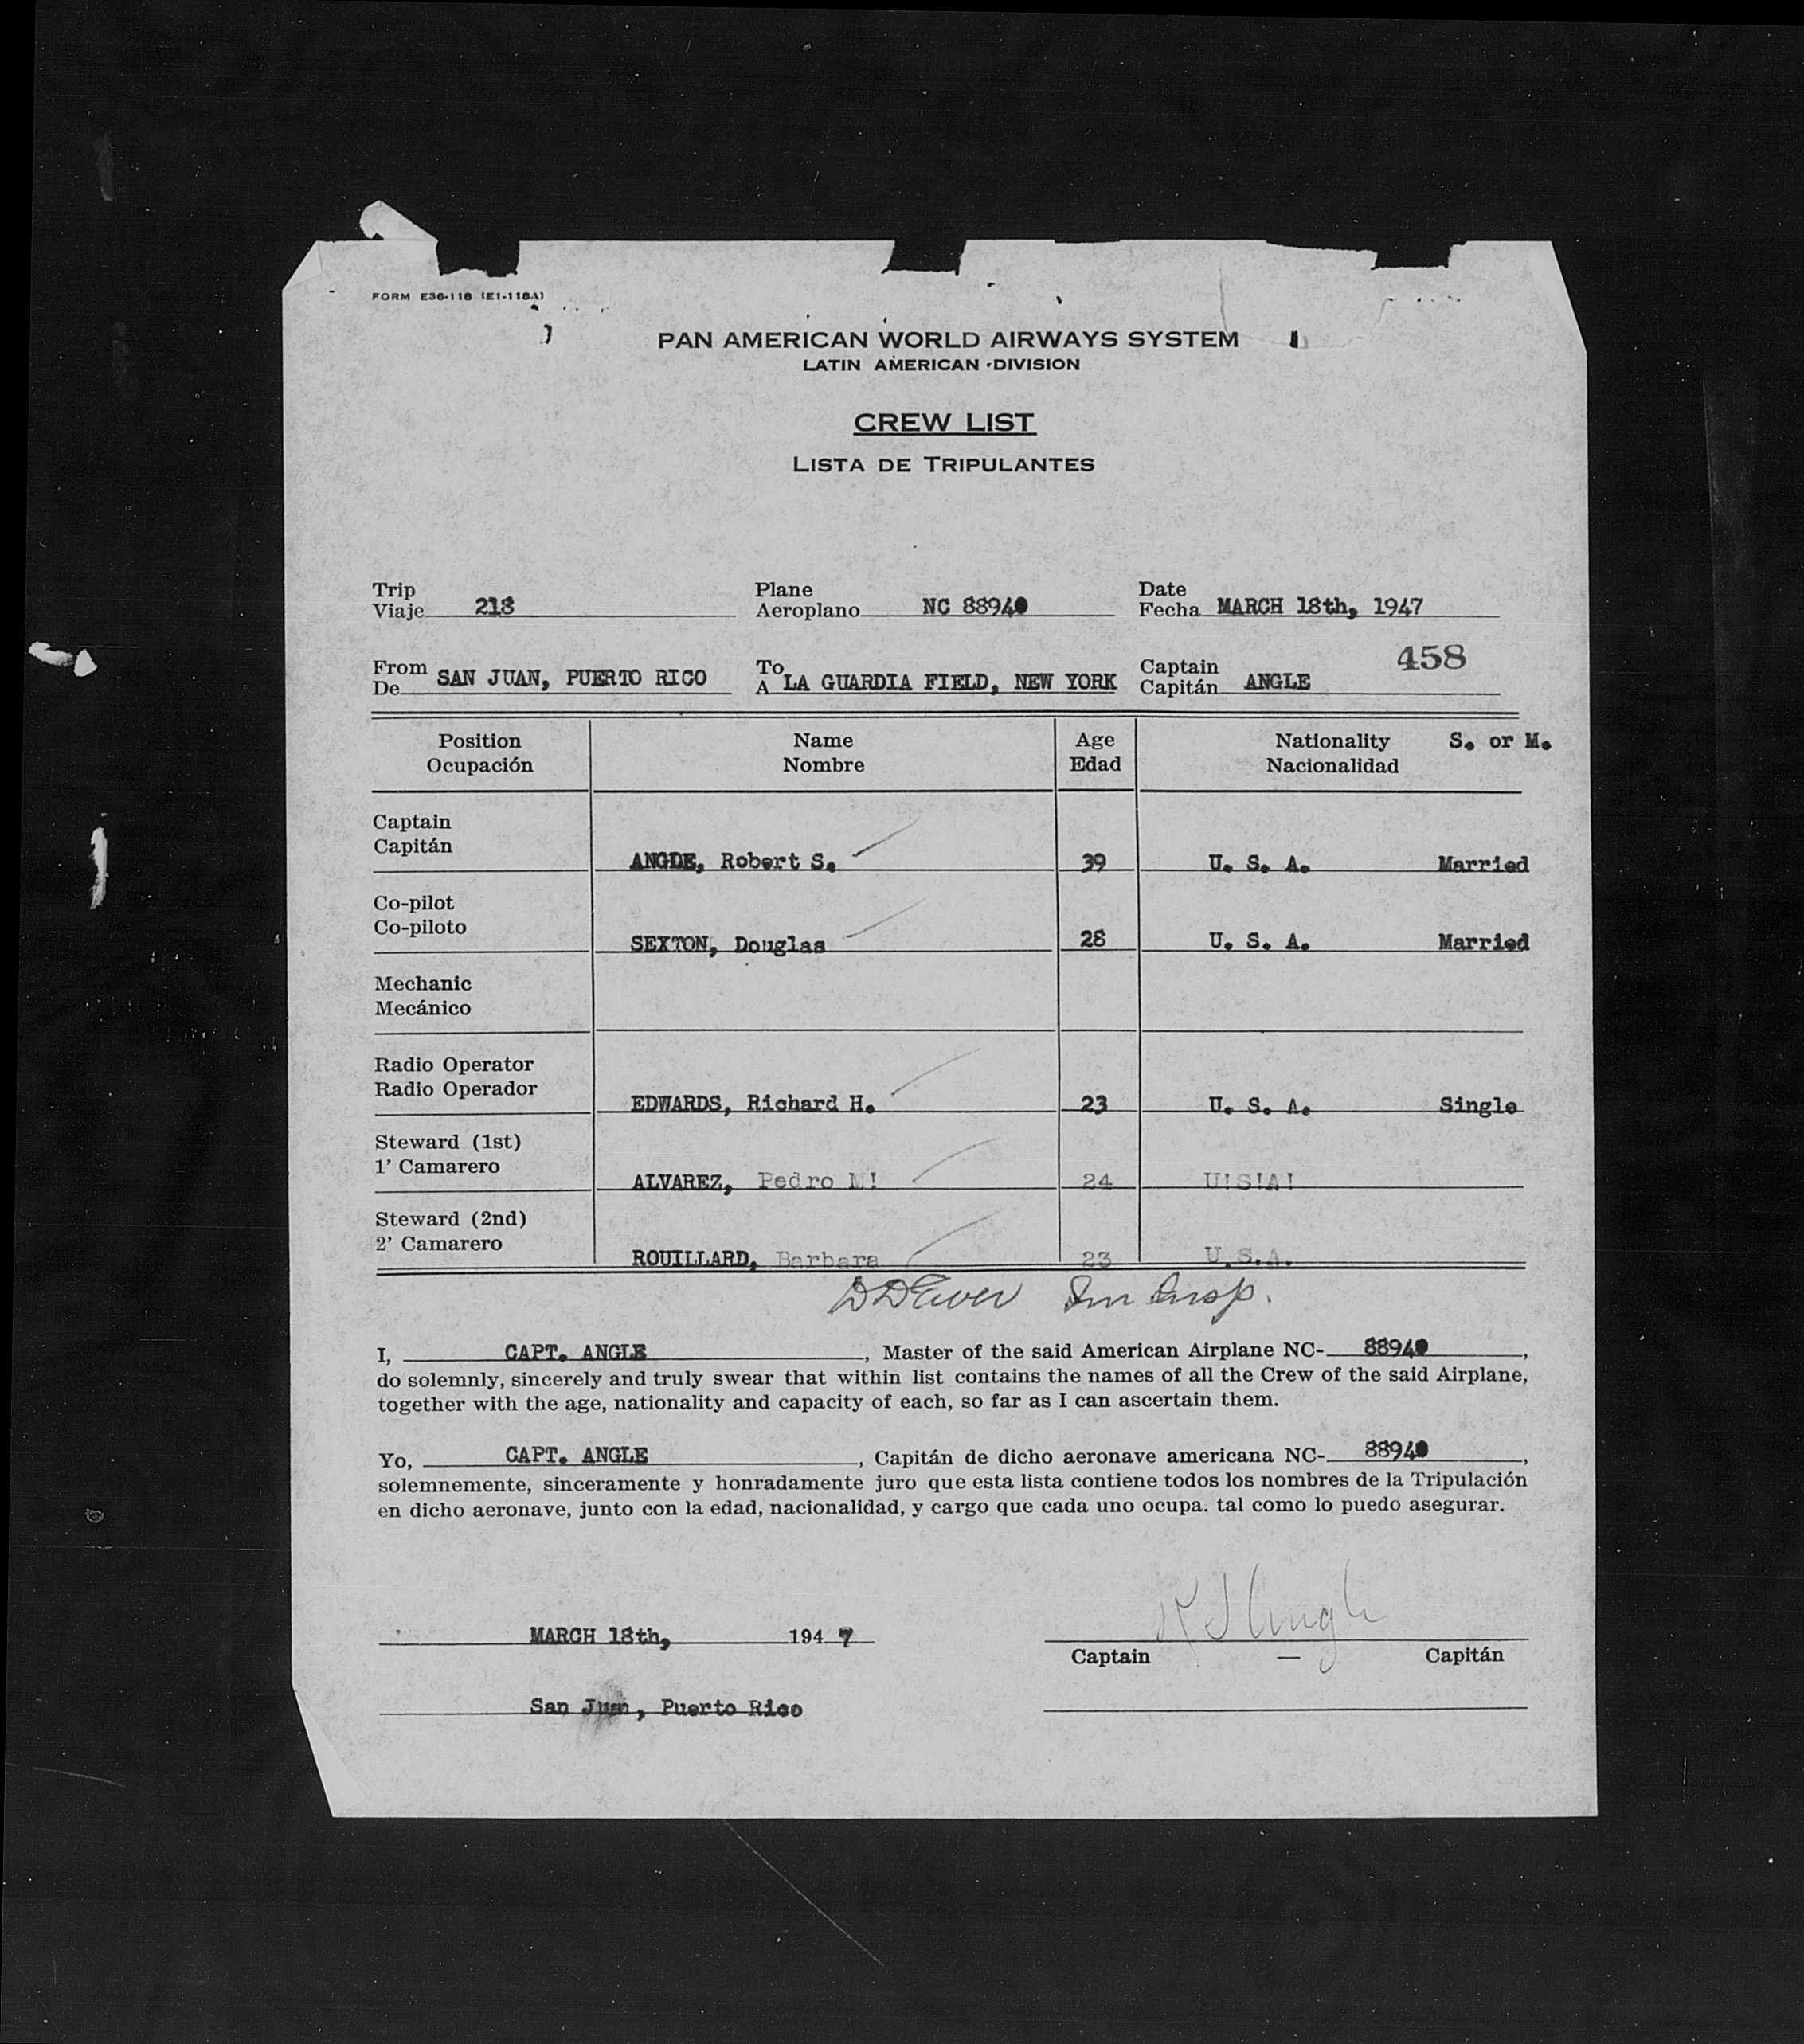 FORM E36-118 (E1-118A)
PAN AMERICAN WORLD AIRWAYS SYSTEM
LATIN AMERICAN DIVISION
CREW LIST
LISTA DE TRIPULANTES
Trip Viaje 218 Plane Aeroplano NC 88940 Date Fecha MARCH 18th, 1947
458
From De SAN JUAN, PUERTO RICO To A LA GUARDIA FIELD, NEW YORK Captain Capitán ANGLE
Position Name Age Nationality S. or M.
Ocupación Nombre Edad Nacionalidad
Captain
Capitán ANGLE, Robert S. 39 U. S. A. Married
Co-pilot
Co-piloto SEXTON, Douglas 28 U. S. A. Married
Mechanic
Mecánico
Radio Operator
Radio Operador EDWARDS, Richard H. 23 U. S. A. Single
Steward (1st)
1' Camarero ALVAREZ, Pedro M! 24 U!S!A!
Steward (2nd)
2' Camarero ROUILLARD, Barbara 23 U.S.A.
Imm Insp.
I, CAPT. ANGLE, Master of the said American Airplane NC- 88940,
do solemnly, sincerely and truly swear that within list contains the names of all the Crew of the said Airplane,
together with the age, nationality and capacity of each, so far as I can ascertain them.
Yo, CAPT. ANGLE, Capitán de dicho aeronave americana NC- 88940,
solemnemente, sinceramente y honradamente juro que esta lista contiene todos los nombres de la Tripulación
en dicho aeronave, junto con la edad, nacionalidad, y cargo que cada uno ocupa. tal como lo puedo asegurar.
MARCH 18th, 1947 R S Angle
Captain — Capitán
San Juan, Puerto Rico